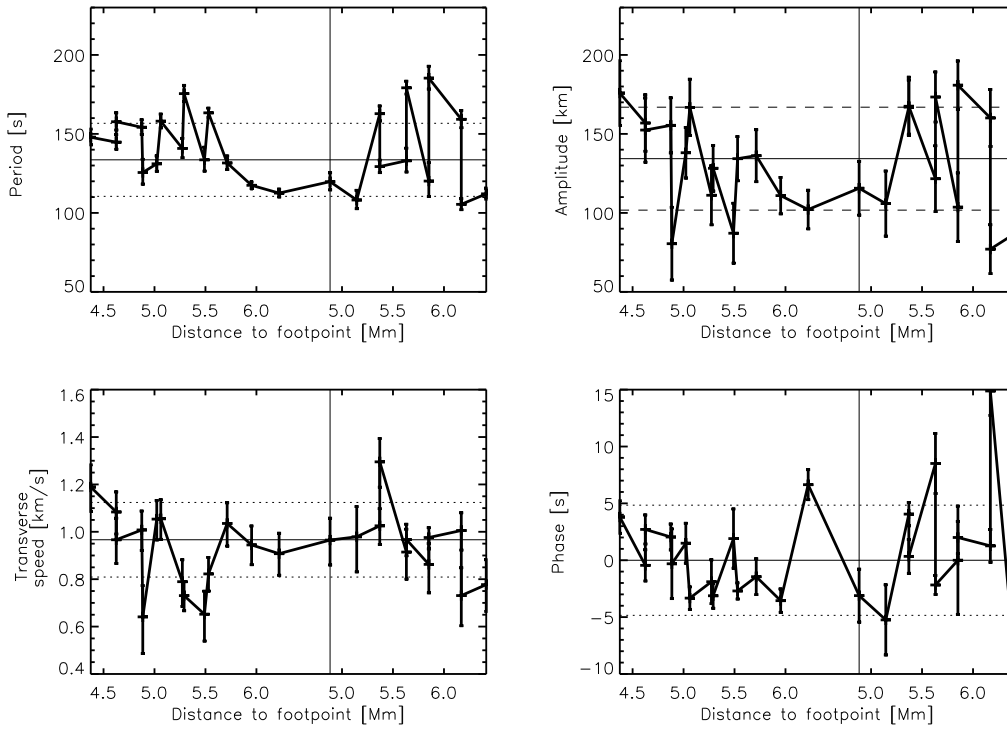 200
150
100
50
Period [s]
4.5 5.0 5.5 6.0 5.0 5.5 6.0
Distance to footpoint [Mm]
200
150
100
50
Amplitude [km]
4.5 5.0 5.5 6.0 5.0 5.5 6.0
Distance to footpoint [Mm]
1.6
1.4
1.2
1.0
0.8
0.6
0.4
Transverse
speed [km/s]
4.5 5.0 5.5 6.0 5.0 5.5 6.0
Distance to footpoint [Mm]
15
10
5
0
-5
-10
Phase [s]
4.5 5.0 5.5 6.0 5.0 5.5 6.0
Distance to footpoint [Mm]